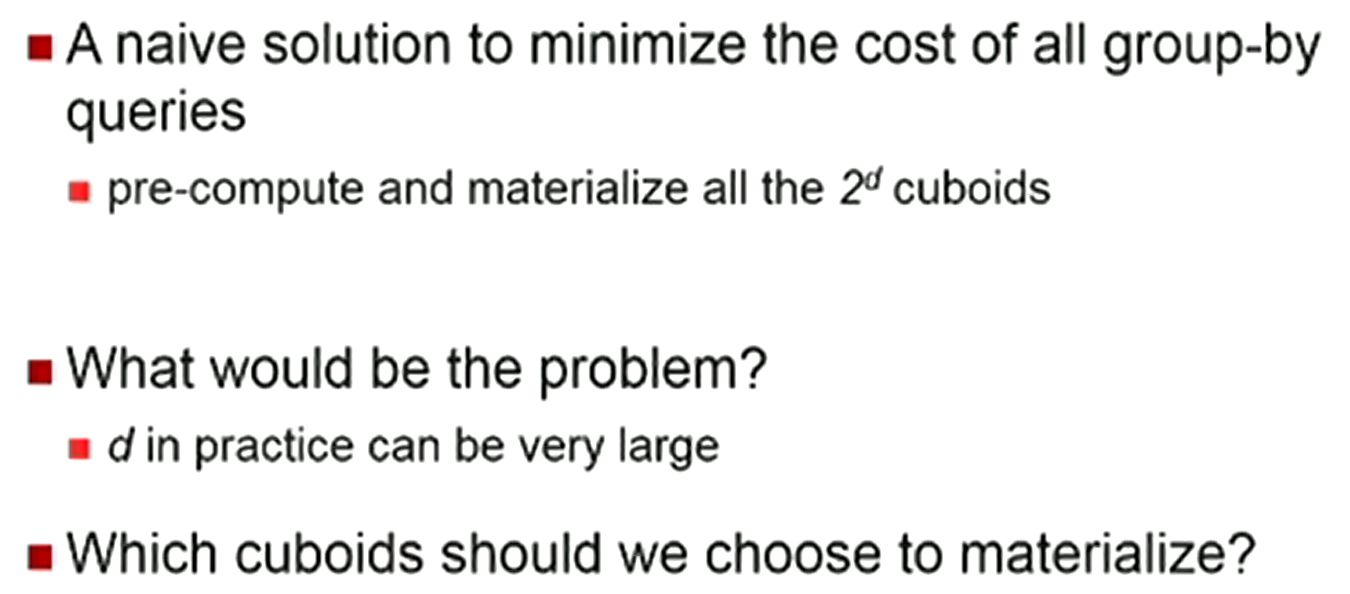 A naive solution to minimize the cost of all group-by
queries
pre-compute and materialize all the 2^d cuboids
What would be the problem?
d in practice can be very large
Which cuboids should we choose to materialize?